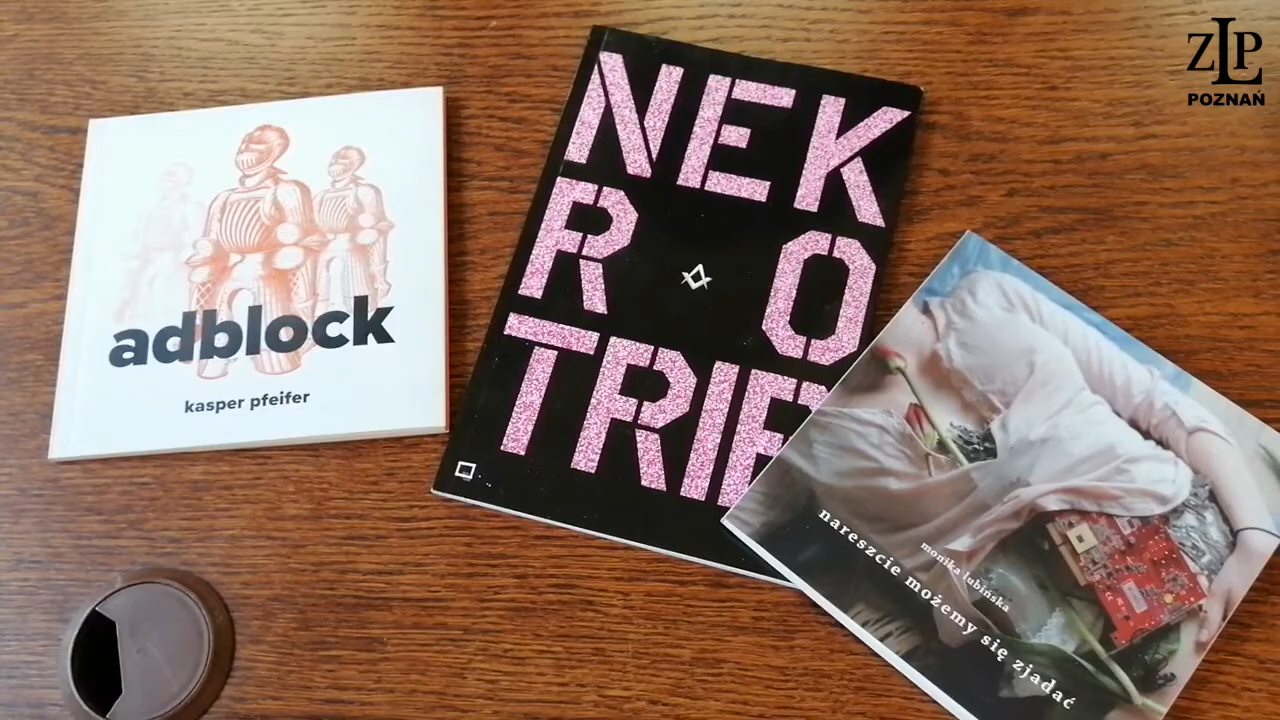 adblock
kasper pfeifer
NEK
R O
TRIP
nareszcie możemy się zjadać
monika lubińska
ZLP
POZNAŃ